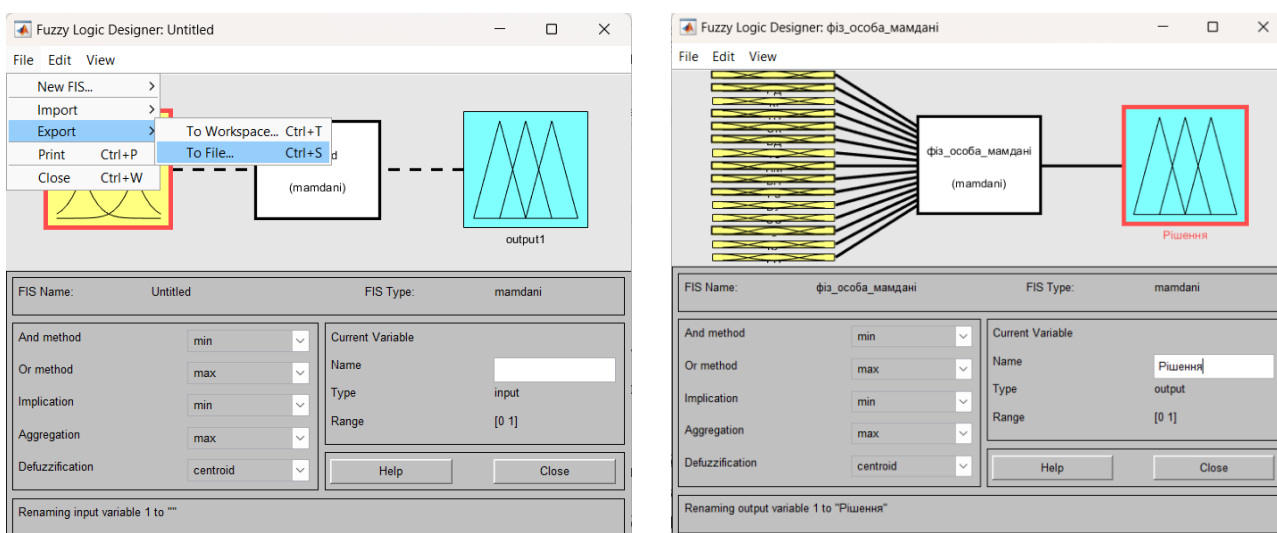 Fuzzy Logic Designer: Untitled
File Edit View
New FIS... >
Import >
Export >
Print Ctrl+P
Close Ctrl+W
To Workspace... Ctrl+T
To File... Ctrl+S
d
(mamdani)
output1
FIS Name: Untitled FIS Type: mamdani
And method min
Or method max
Implication min
Aggregation max
Defuzzification centroid
Current Variable
Name
Type input
Range [0 1]
Help Close
Renaming input variable 1 to ""
Fuzzy Logic Designer: фіз_особа_мамдані
File Edit View
фіз_особа_мамдані
(mamdani)
Рішення
FIS Name: фіз_особа_мамдані FIS Type: mamdani
And method min
Or method max
Implication min
Aggregation max
Defuzzification centroid
Current Variable
Name Рішення
Type output
Range [0 1]
Help Close
Renaming output variable 1 to "Рішення"